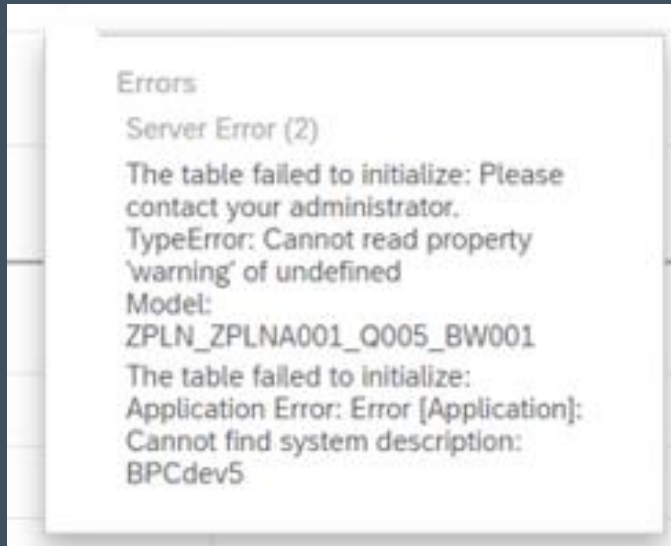 Errors
Server Error (2)
The table failed to initialize: Please
contact your administrator.
TypeError: Cannot read property
'warning' of undefined
Model:
ZPLN_ZPLNA001_Q005_BW001
The table failed to initialize:
Application Error: Error [Application]:
Cannot find system description:
BPCdev5